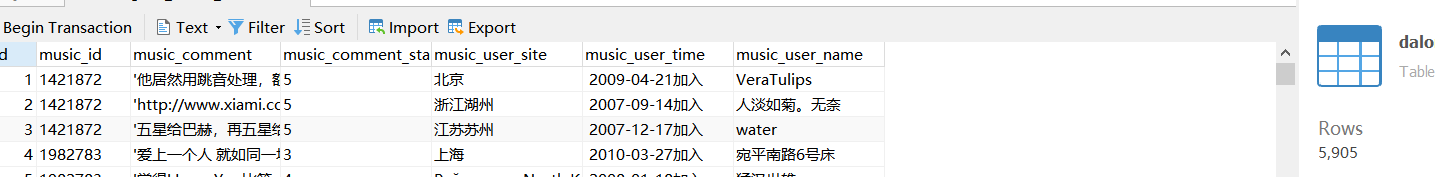 Begin Transaction Text Filter Sort Import Export
d music_id music_comment music_comment_sta music_user_site music_user_time music_user_name
1 1421872 '他居然用跳音处理, 5 北京 2009-04-21加入 VeraTulips
2 1421872 'http://www.xiami.cc 5 浙江湖州 2007-09-14加入 人淡如菊。无奈
3 1421872 '五星给巴赫，再五星 5 江苏苏州 2007-12-17加入 water
4 1982783 '爱上一个人 就如同一 3 上海 2010-03-27加入 宛平南路6号床
dalo
Table
Rows
5,905